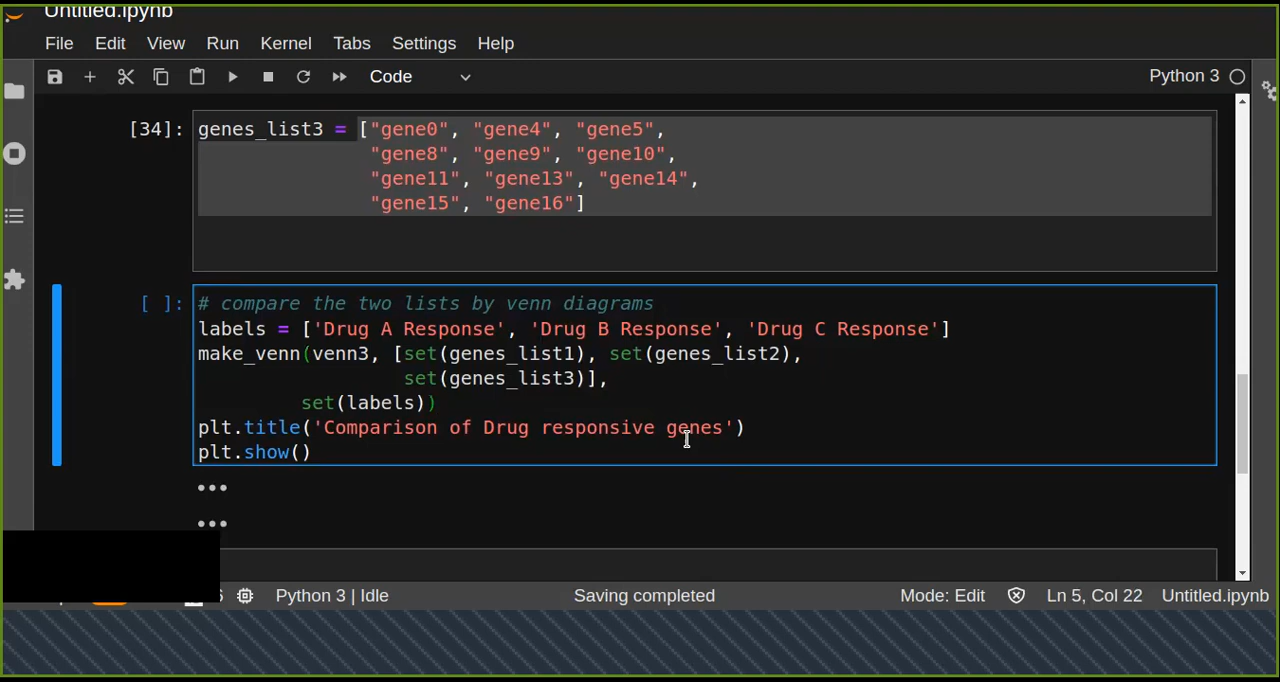 Untitled.ipynb
File Edit View Run Kernel Tabs Settings Help
Code Python 3
[34]: genes_list3 = ["gene0", "gene4", "gene5",
"gene8", "gene9", "gene10",
"gene11", "gene13", "gene14",
"gene15", "gene16"]
[ ]: # compare the two lists by venn diagrams
labels = ['Drug A Response', 'Drug B Response', 'Drug C Response']
make_venn(venn3, [set(genes_list1), set(genes_list2),
set(genes_list3)],
set(labels))
plt.title('Comparison of Drug responsive genes')
plt.show()
•••
•••
Python 3 | Idle Saving completed Mode: Edit Ln 5, Col 22 Untitled.ipynb